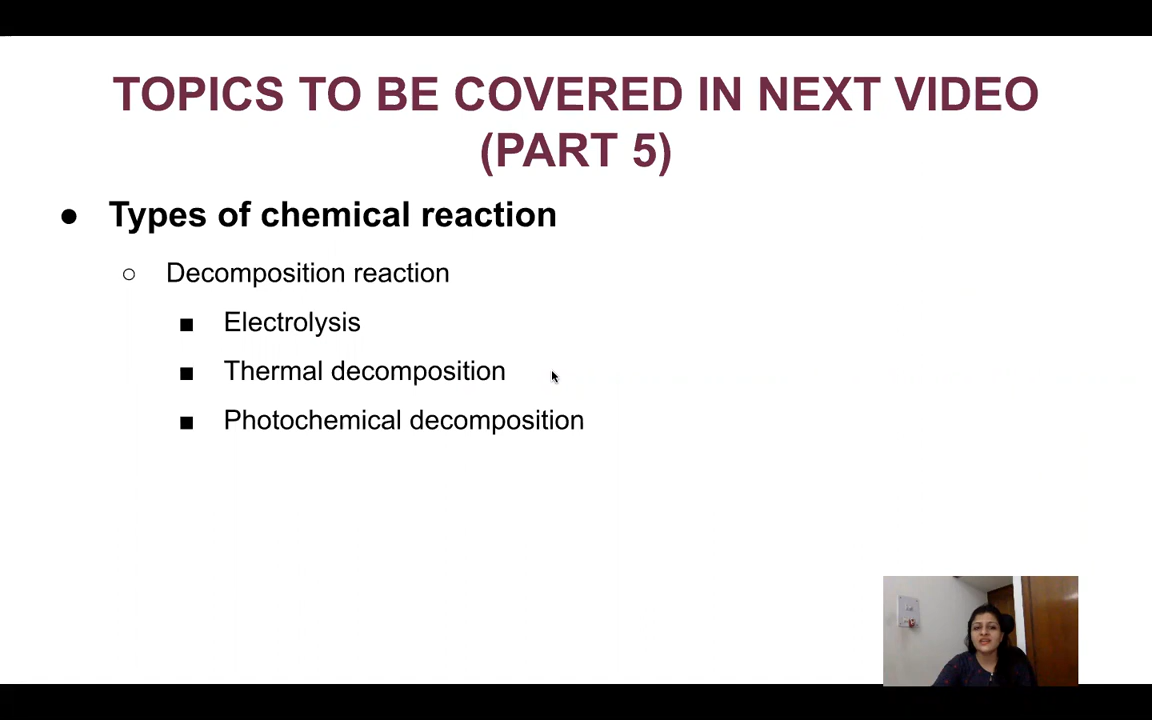 TOPICS TO BE COVERED IN NEXT VIDEO
(PART 5)
● Types of chemical reaction
○ Decomposition reaction
■ Electrolysis
■ Thermal decomposition
■ Photochemical decomposition